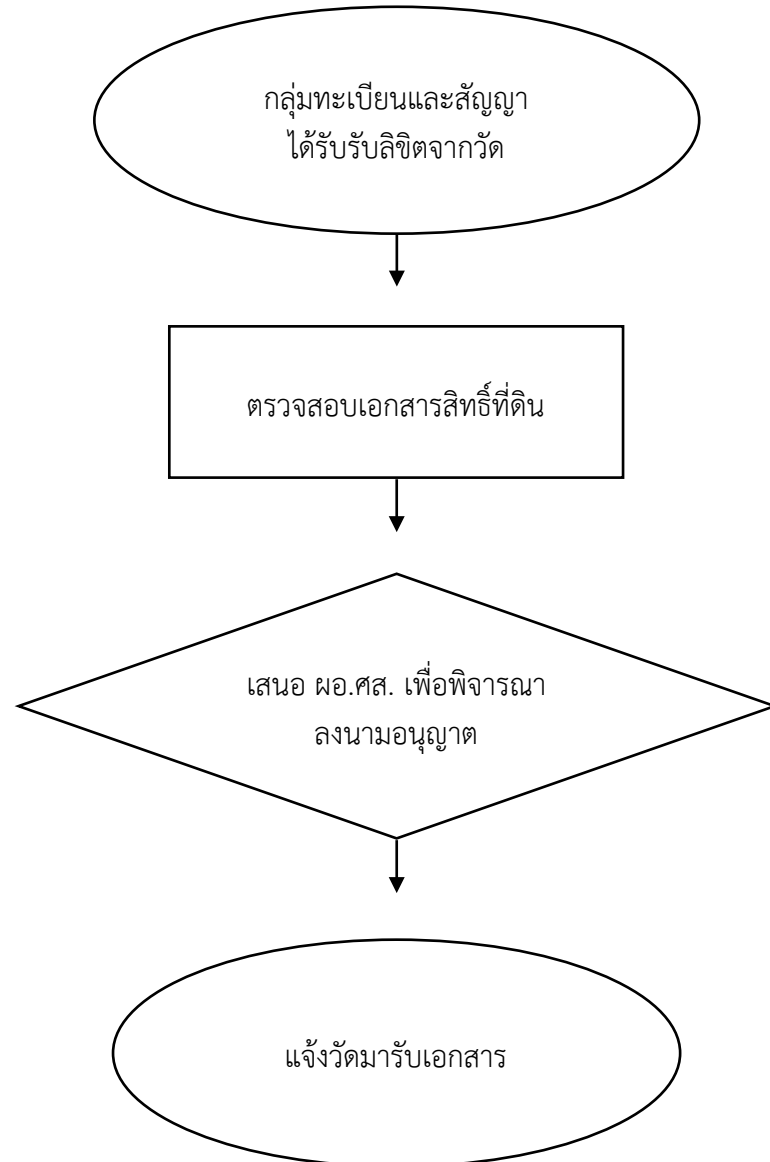 กลุ่มทะเบียนและสัญญา
ได้รับรับลิขิตจากวัด
ตรวจสอบเอกสารสิทธิ์ที่ดิน
เสนอ ผอ.ศส. เพื่อพิจารณา
ลงนามอนุญาต
แจ้งวัดมารับเอกสาร